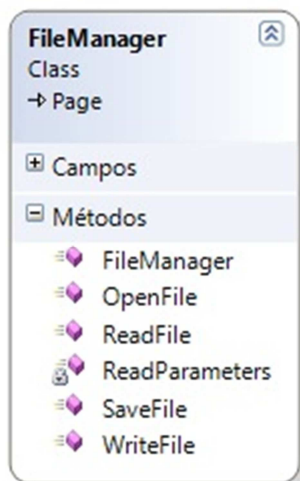 FileManager
Class
Page
Campos
Métodos
FileManager
OpenFile
ReadFile
ReadParameters
SaveFile
WriteFile